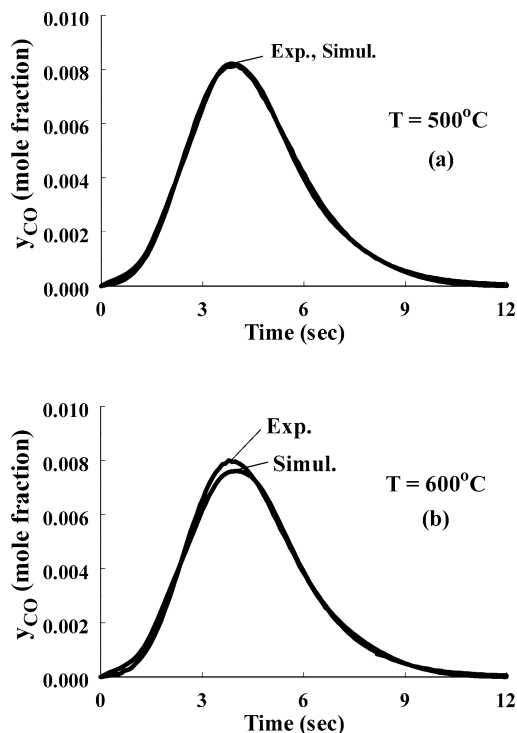 0.010
Exp., Simul.
0.008
T = 500°C
0.006
(a)
0.004
0.002
0.000
0 3 6 9 12
Time (sec)
y_CO (mole fraction)
0.010
Exp.
0.008
Simul.
T = 600°C
0.006
(b)
0.004
0.002
0.000
0 3 6 9 12
Time (sec)
y_CO (mole fraction)